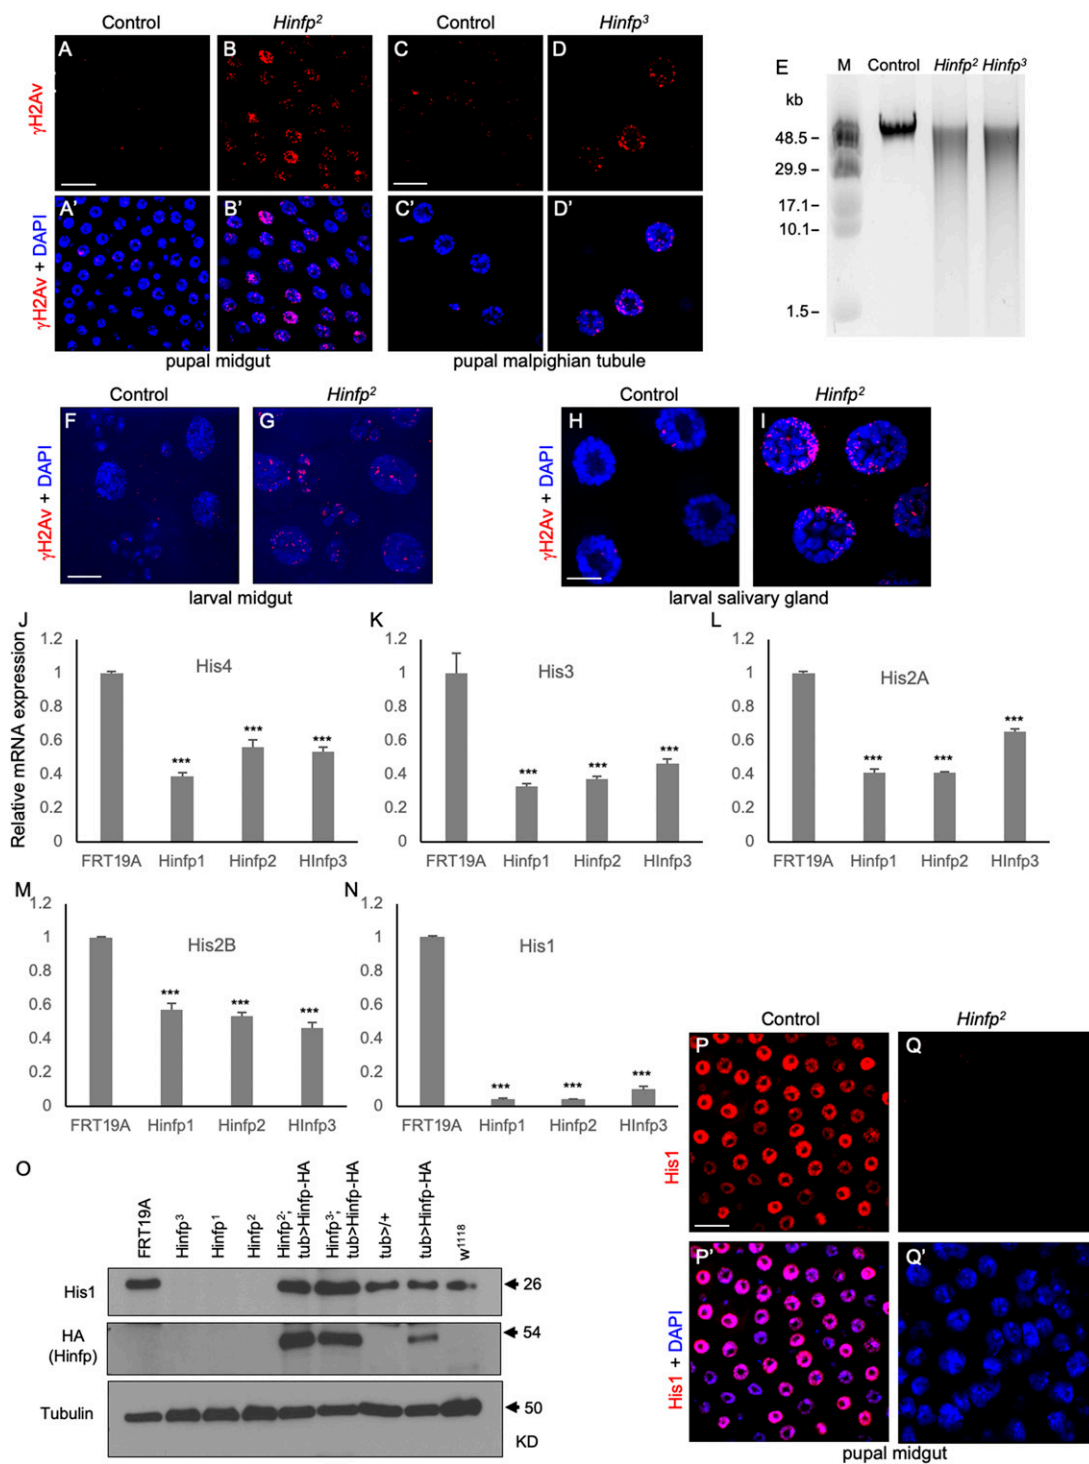 Control
Hinfp²
Control
Hinfp³
A
B
C
D
γH2Av
A'
B'
C'
D'
γH2Av + DAPI
pupal midgut
pupal malpighian tubule
E
M
Control
Hinfp²
Hinfp³
kb
48.5
29.9
17.1
10.1
1.5
Control
Hinfp²
Control
Hinfp²
F
G
H
I
γH2Av + DAPI
γH2Av + DAPI
larval midgut
larval salivary gland
J
Relative mRNA expression
1.2
1
0.8
0.6
0.4
0.2
0
His4
***
***
***
FRT19A
Hinfp1
Hinfp2
HInfp3
K
1.2
1
0.8
0.6
0.4
0.2
0
His3
***
***
***
FRT19A
Hinfp1
Hinfp2
HInfp3
L
1.2
1
0.8
0.6
0.4
0.2
0
His2A
***
***
***
FRT19A
Hinfp1
Hinfp2
HInfp3
M
1.2
1
0.8
0.6
0.4
0.2
0
His2B
***
***
***
FRT19A
Hinfp1
Hinfp2
HInfp3
N
1.2
1
0.8
0.6
0.4
0.2
0
His1
***
***
***
FRT19A
Hinfp1
Hinfp2
HInfp3
O
FRT19A
Hinfp³
Hinfp¹
Hinfp²
Hinfp²;
tub>Hinfp-HA
Hinfp³;
tub>Hinfp-HA
tub>/+
tub>Hinfp-HA
w¹¹¹⁸
His1
26
HA
(Hinfp)
54
Tubulin
50
KD
Control
Hinfp²
P
Q
His1
P'
Q'
His1 + DAPI
pupal midgut